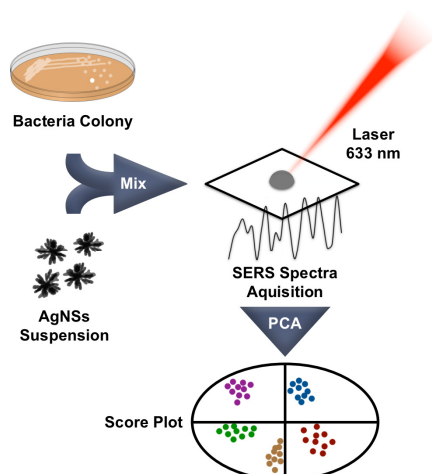 Bacteria Colony
Laser
633 nm
Mix
AgNSs
Suspension
SERS Spectra
Aquisition
PCA
Score Plot